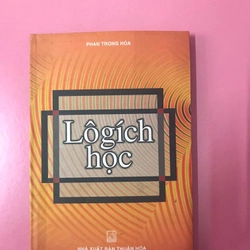 PHAN TRỌNG HÒA
Lôgích
học
NHÀ XUẤT BẢN THUẬN HÓA